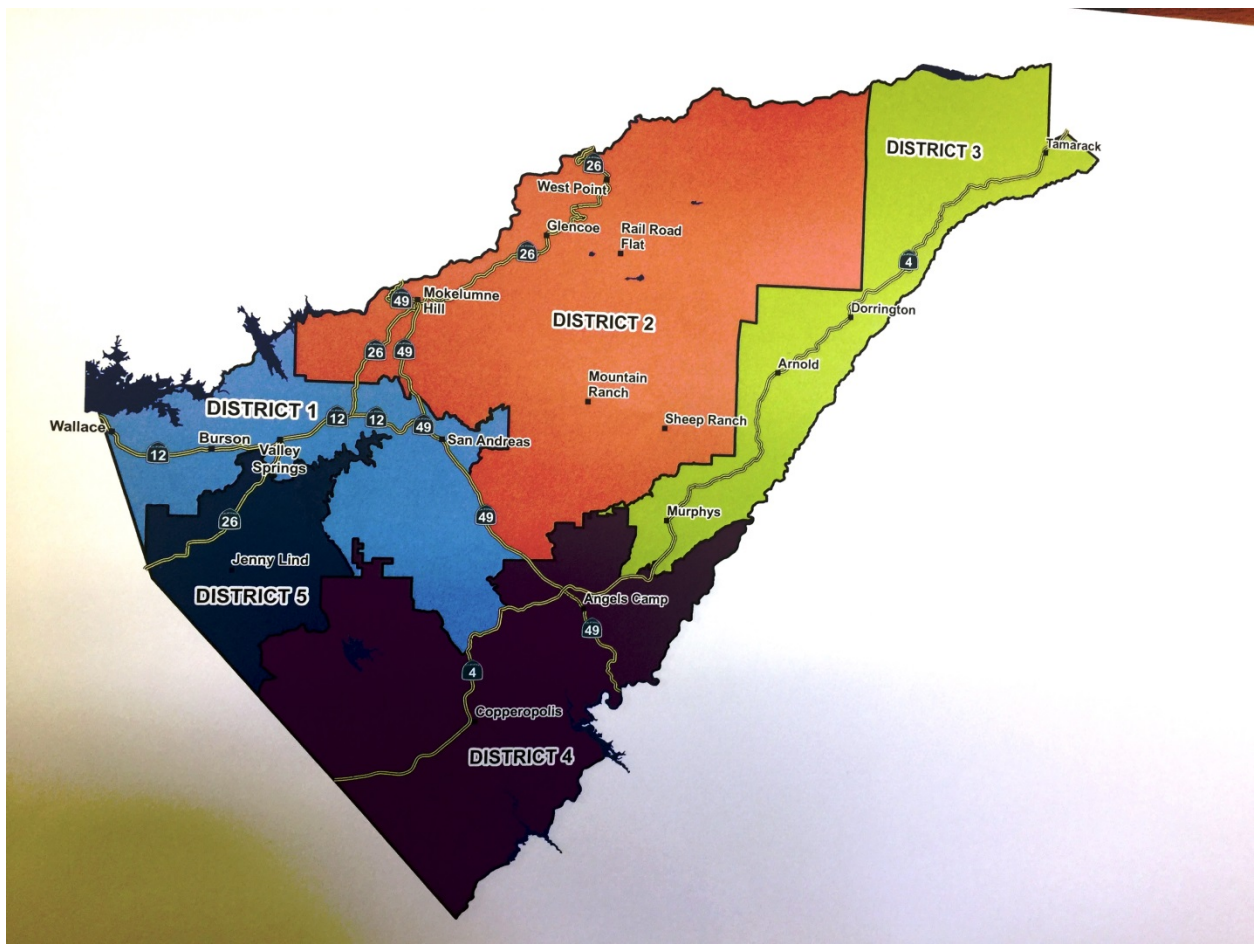 DISTRICT 3
Tamarack
26
West Point
Glencoe
Rail Road
Flat
26
4
49
Mokelumne
Hill
Dorrington
DISTRICT 2
26
49
Arnold
Mountain
Ranch
DISTRICT 1
12
12
49
Sheep Ranch
Wallace
Burson
Valley
Springs
San Andreas
12
26
49
Murphys
Jenny Lind
DISTRICT 5
Angels Camp
49
4
Copperopolis
DISTRICT 4